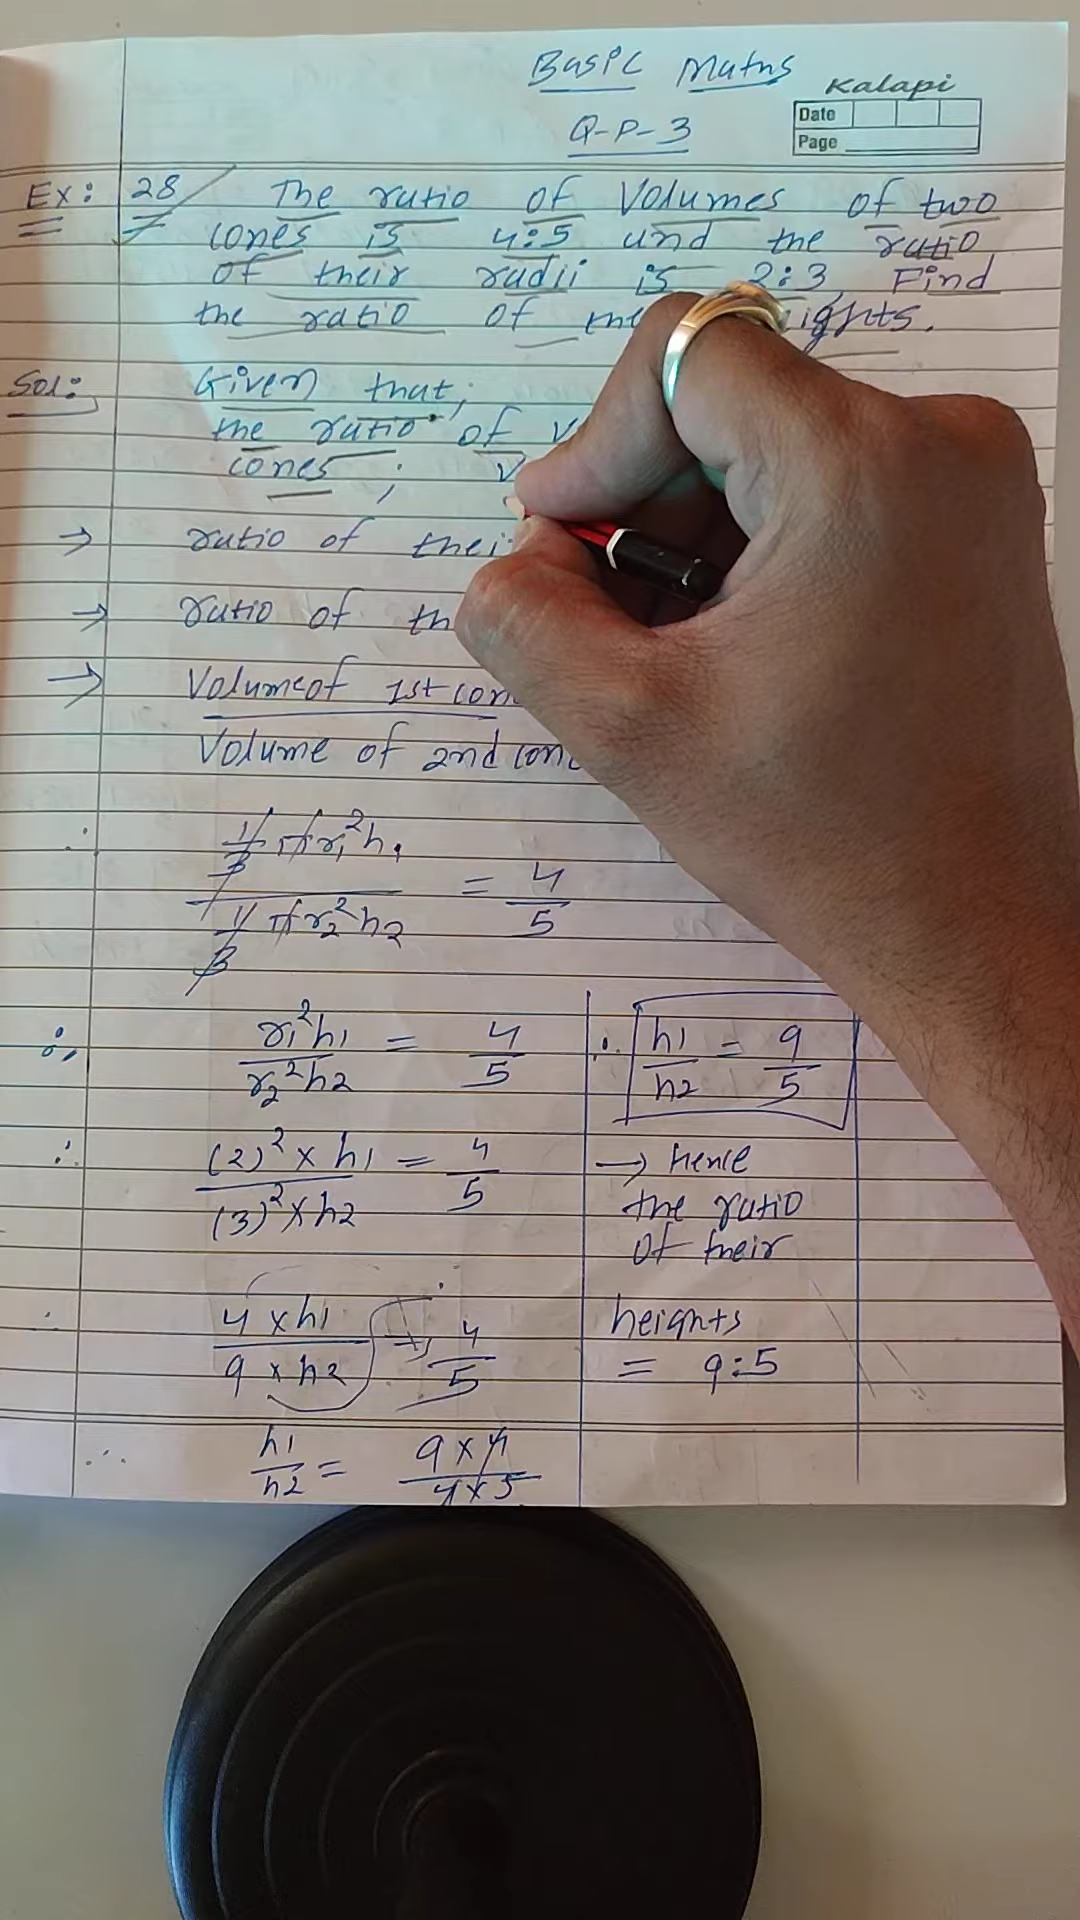 Basic Maths
Kalapi
Date
Page
Q-P-3
Ex: 28 The ratio of Volumes of two
cones is 4:5 and the ratio
of their radii is 2:3. Find
the ratio of the
Sol: Given that;
the ratio of
cones ;
→ ratio of their
→ ratio of
→ Volume of 1st
Volume of 2nd
1/3 πr₁²h₁ / 1/3 πr₂²h₂ = 4/5
∴ r₁²h₁ / r₂²h₂ = 4/5
∴ (2)² × h1 / (3)² × h2 = 4/5
∴ 4 × h1 / 9 × h2 = 4/5
∴ h1/h2 = 9×4 / 4×5
∴ h1/h2 = 9/5
→ Hence
the ratio
of their
heights
= 9:5